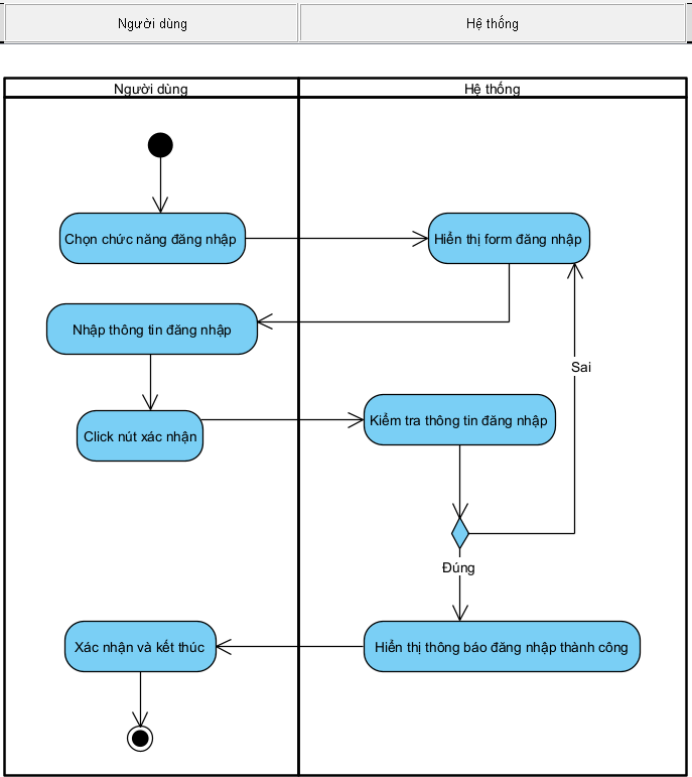 Người dùng
Hệ thống
Người dùng
Hệ thống
Chọn chức năng đăng nhập
Hiển thị form đăng nhập
Nhập thông tin đăng nhập
Sai
Click nút xác nhận
Kiểm tra thông tin đăng nhập
Đúng
Xác nhận và kết thúc
Hiển thị thông báo đăng nhập thành công